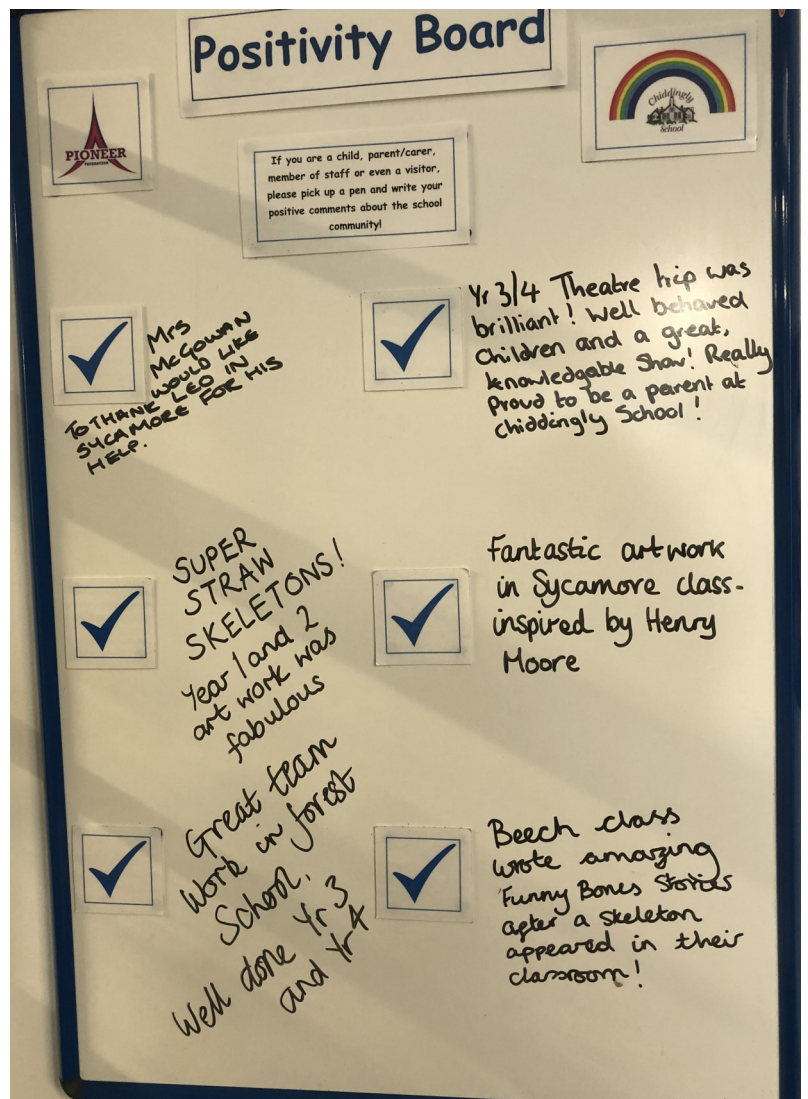 Positivity Board
PIONEER
FEDERATION
Chiddingly
School
If you are a child, parent/carer,
member of staff or even a visitor,
please pick up a pen and write your
positive comments about the school
community!
Mrs
McGOWAN
WOULD LIKE
TO THANK LEO IN
SYCAMORE FOR HIS
HELP.
Yr 3/4 Theatre trip was
brilliant! Well behaved
Children and a great,
knowledgable Show! Really
Proud to be a parent at
Chiddingly School!
SUPER
STRAW
SKELETONS!
Year 1 and 2
art work was
fabulous
Fantastic artwork
in Sycamore class-
inspired by Henry
Moore
Great team
work in forest
School.
Well done Yr 3
and Yr 4
Beech class
wrote amazing
Funny Bones Stories
after a skeleton
appeared in their
classroom!